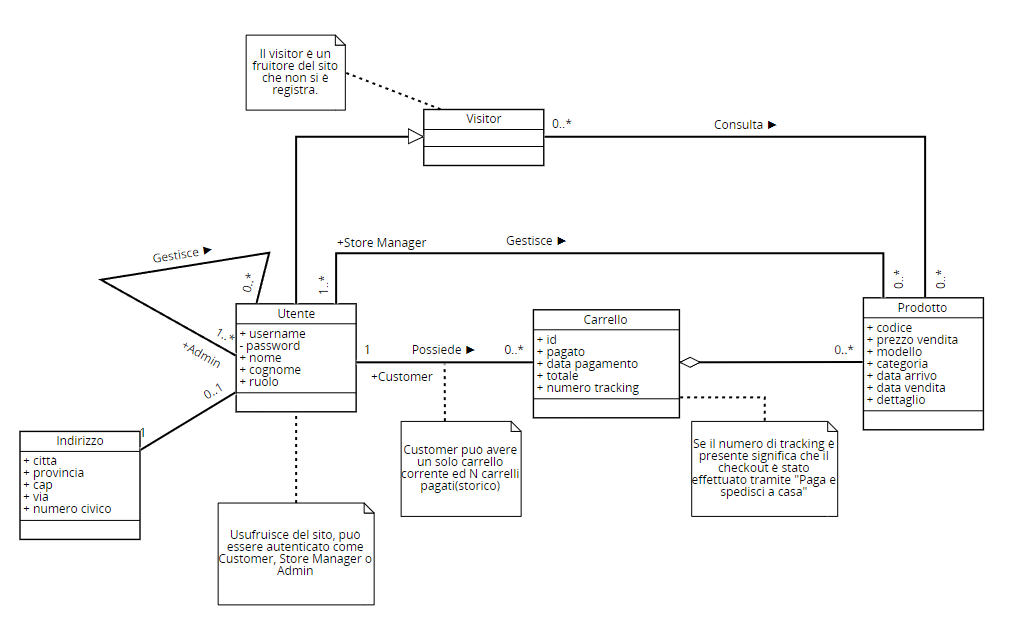 Il visitor è un
fruitore del sito
che non si è
registra.
Visitor
0..*
Consulta ►
+Store Manager
Gestisce ►
Gestisce ►
0..*
1..*
0..*
0..*
Utente
+ username
- password
+ nome
+ cognome
+ ruolo
1..*
+Admin
0..1
1
Possiede ►
0..*
+Customer
Carrello
+ id
+ pagato
+ data pagamento
+ totale
+ numero tracking
0..*
Prodotto
+ codice
+ prezzo vendita
+ modello
+ categoria
+ data arrivo
+ data vendita
+ dettaglio
1
Indirizzo
+ città
+ provincia
+ cap
+ via
+ numero civico
Customer può avere
un solo carrello
corrente ed N carrelli
pagati(storico)
Se il numero di tracking è
presente significa che il
checkout è stato
effettuato tramite "Paga e
spedisci a casa"
Usufruisce del sito, può
essere autenticato come
Customer, Store Manager o
Admin